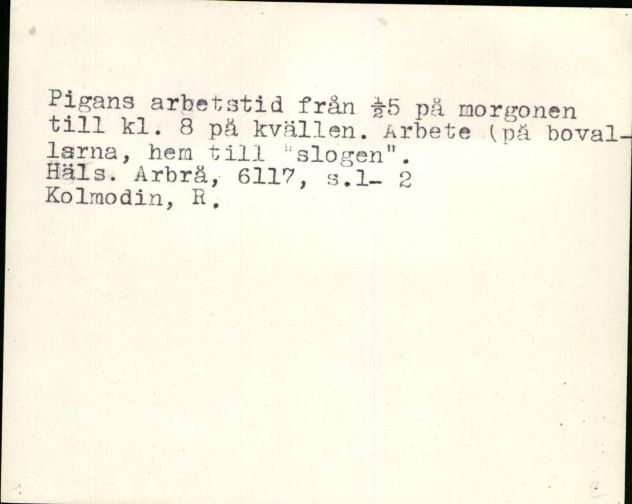 Pigans arbetstid från ½5 på morgonen
till kl. 8 på kvällen. Arbete (på boval-
larna, hem till "slogen".
Häls. Arbrå, 6117, s.1- 2
Kolmodin, R.